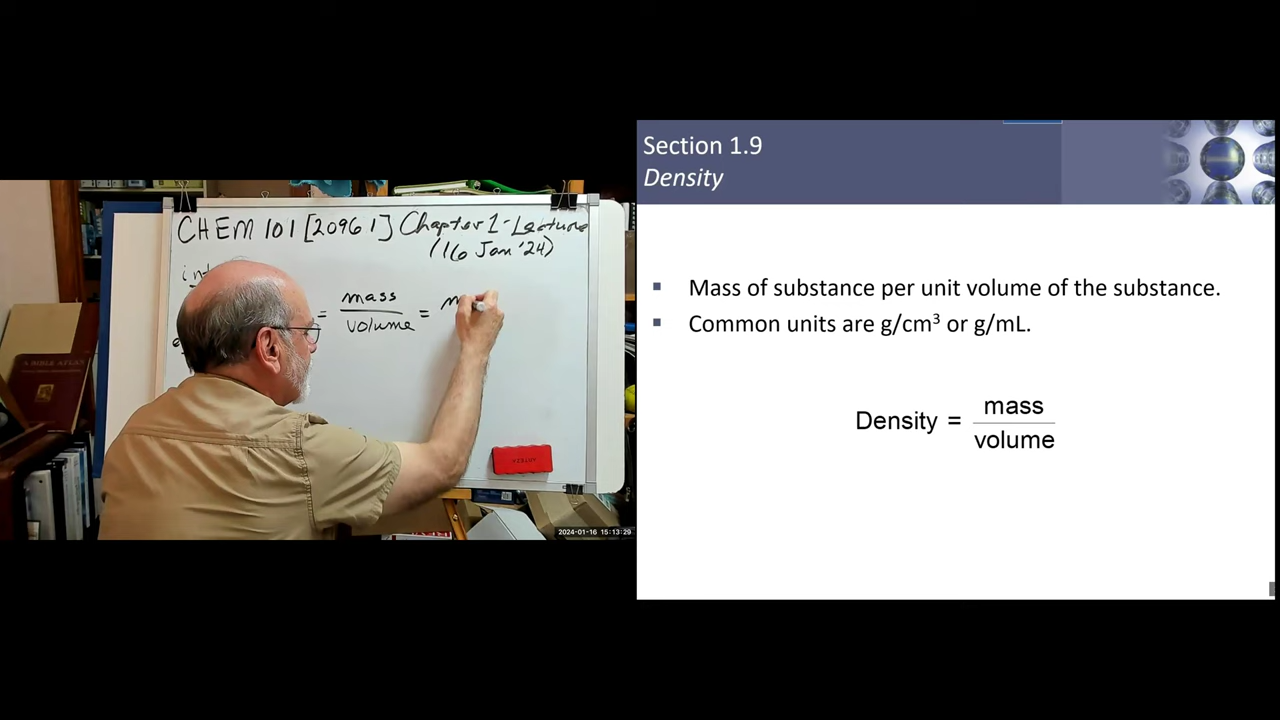 CHEM 101 [20961] Chapter 1 - Lecture
(16 Jan '24)
= mass
volume =
2024-01-16 15:13:29
Section 1.9
Density
Mass of substance per unit volume of the substance.
Common units are g/cm³ or g/mL.
Density = mass
volume